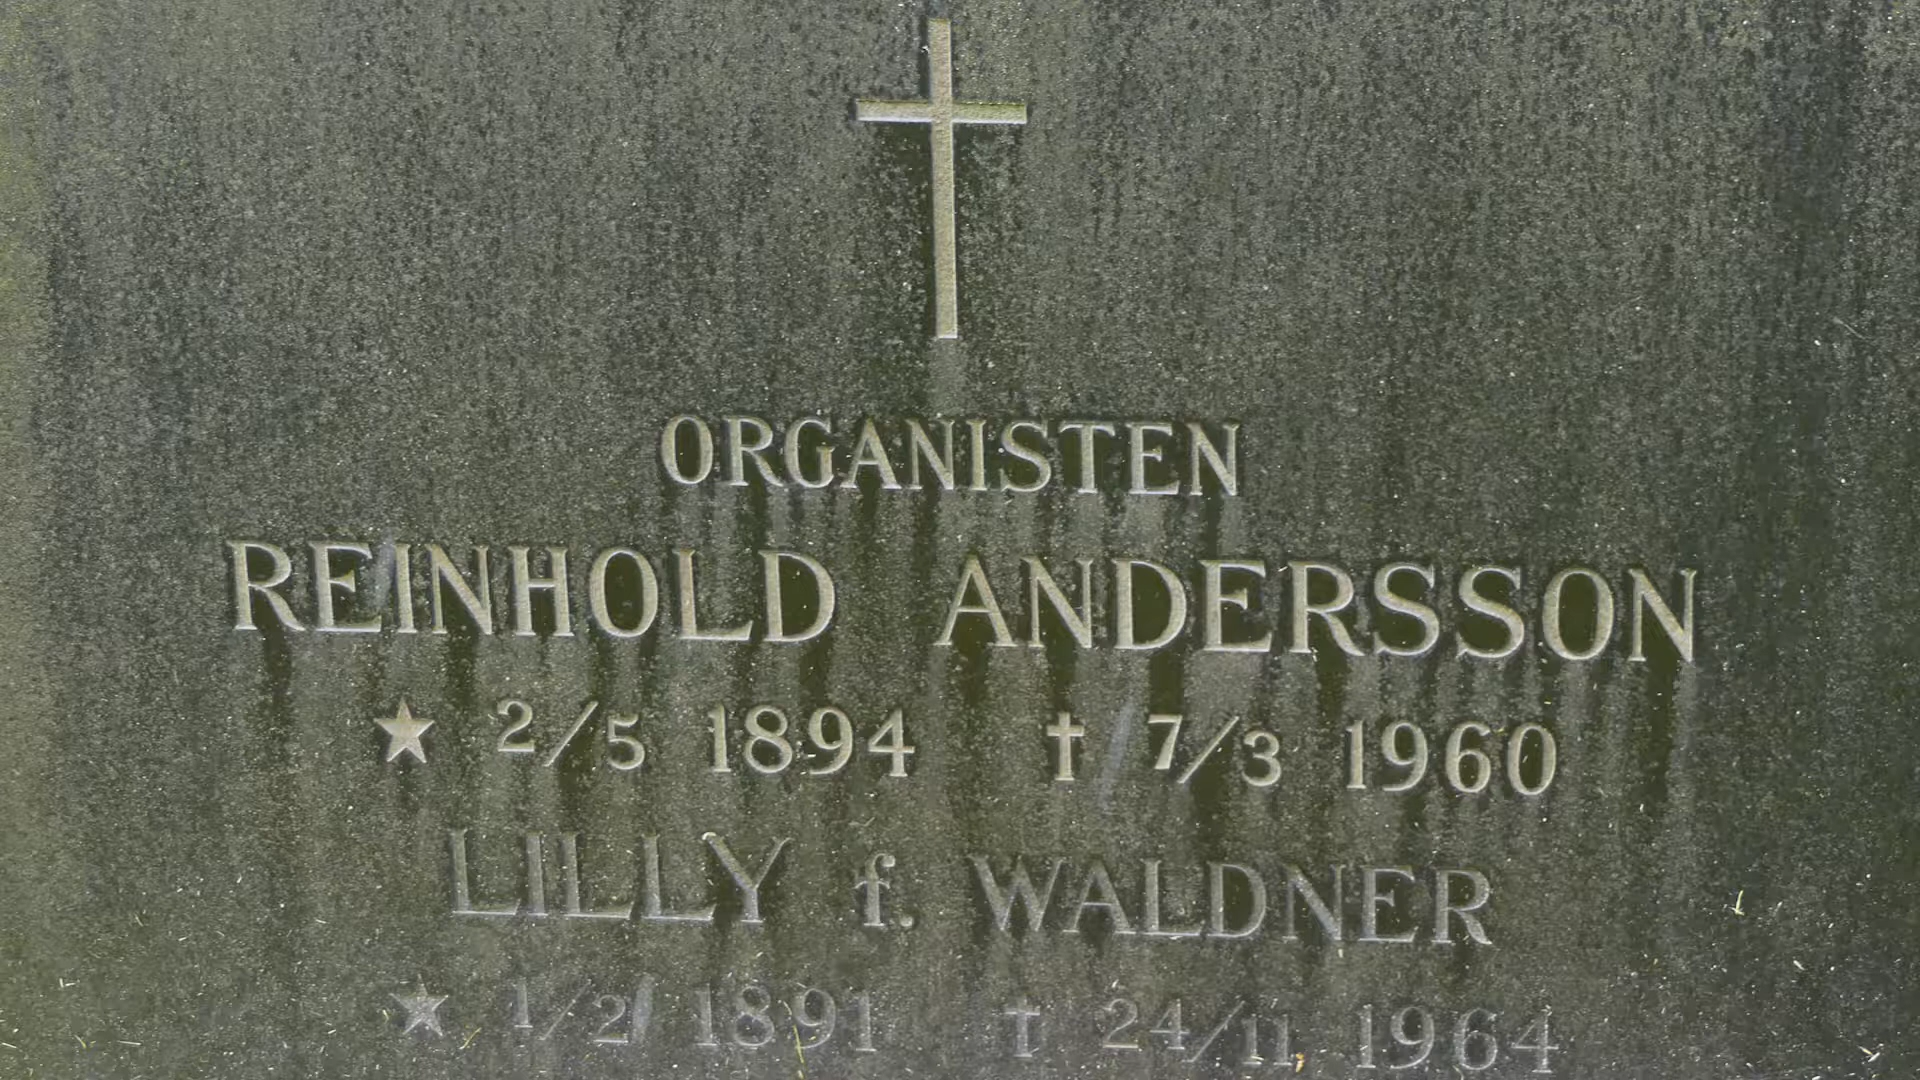 ORGANISTEN
REINHOLD ANDERSSON
★ 2/5 1894 † 7/3 1960
LILLY f. WALDNER
★ 1/2 1891 † 24/11 1964